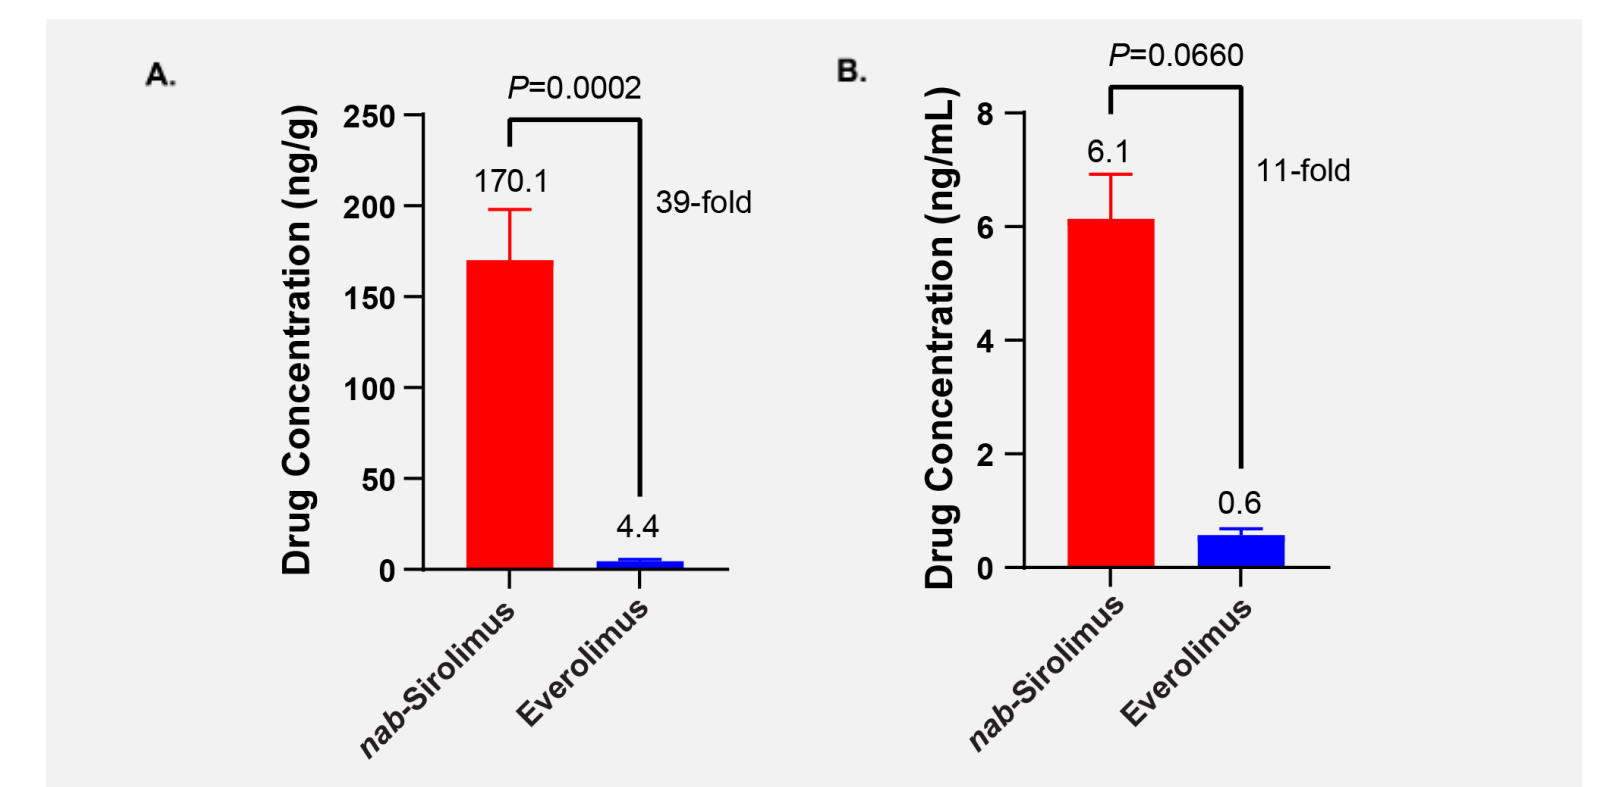 A.
P=0.0002
Drug Concentration (ng/g)
250
200
150
100
50
0
170.1
39-fold
4.4
nab-Sirolimus
Everolimus
B.
P=0.0660
Drug Concentration (ng/mL)
8
6
4
2
0
6.1
11-fold
0.6
nab-Sirolimus
Everolimus